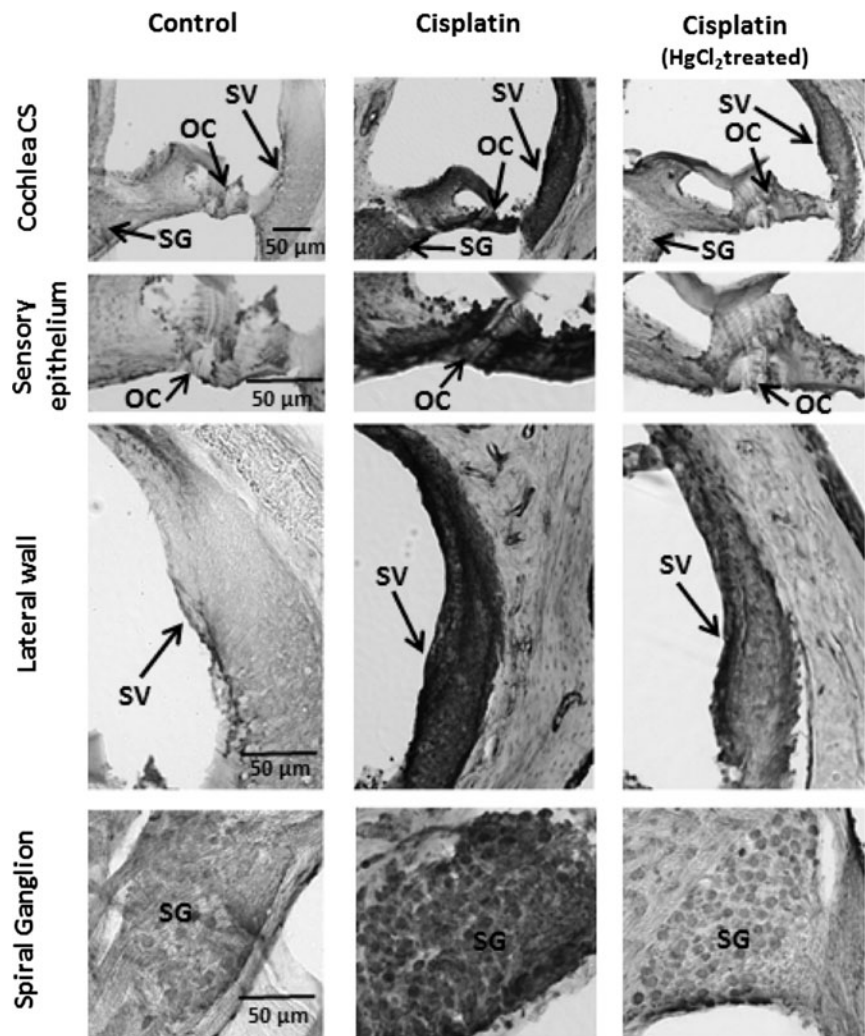 Control
Cisplatin
Cisplatin
(HgCl₂treated)
Cochlea CS
SV
OC
SG
50 µm
SV
OC
SG
SV
OC
SG
Sensory
epithelium
OC
50 µm
OC
OC
Lateral wall
SV
50 µm
SV
SV
Spiral Ganglion
SG
50 µm
SG
SG